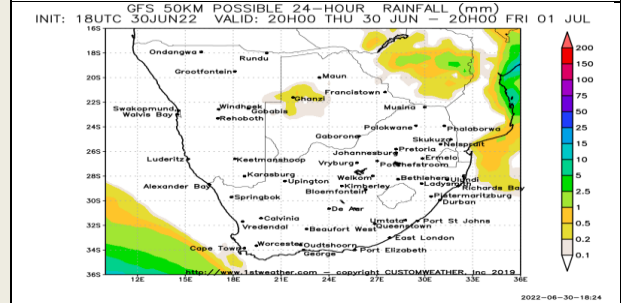 GFS 50KM POSSIBLE 24-HOUR RAINFALL (mm)
INIT: 18UTC 30JUN22 VALID: 20H00 THU 30 JUN - 20H00 FRI 01 JUL
16S
18S
20S
22S
24S
26S
28S
30S
32S
34S
36S
Ondangwa
Rundu
Grootfontein
Maun
Francistown
Ghanzi
Swakopmund
Walvis Bay
Windhoek
Gobabis
Rehoboth
Musina
Polokwane
Phalaborwa
Gaborone
Skukuza
Nelspruit
Johannesburg
Pretoria
Luderitz
Keetmanshoop
Vryburg
Potchefstroom
Ermelo
Karasburg
Upington
Welkom
Bethlehem
Ulundi
Alexander Bay
Kimberley
Ladysmith
Richards Bay
Bloemfontein
Springbok
Pietermaritzburg
Durban
De Aar
Calvinia
Vredendal
Beaufort West
Umtata
Port St Johns
Queenstown
East London
Cape Town
Worcester
Oudtshoorn
George
Port Elizabeth
http://www.1stweather.com - copyright CUSTOMWEATHER, Inc 2019
12E 15E 18E 21E 24E 27E 30E 33E 36E
200
150
100
75
50
25
15
10
5
2.5
1
0.5
0.2
0.1
2022-06-30-18:24